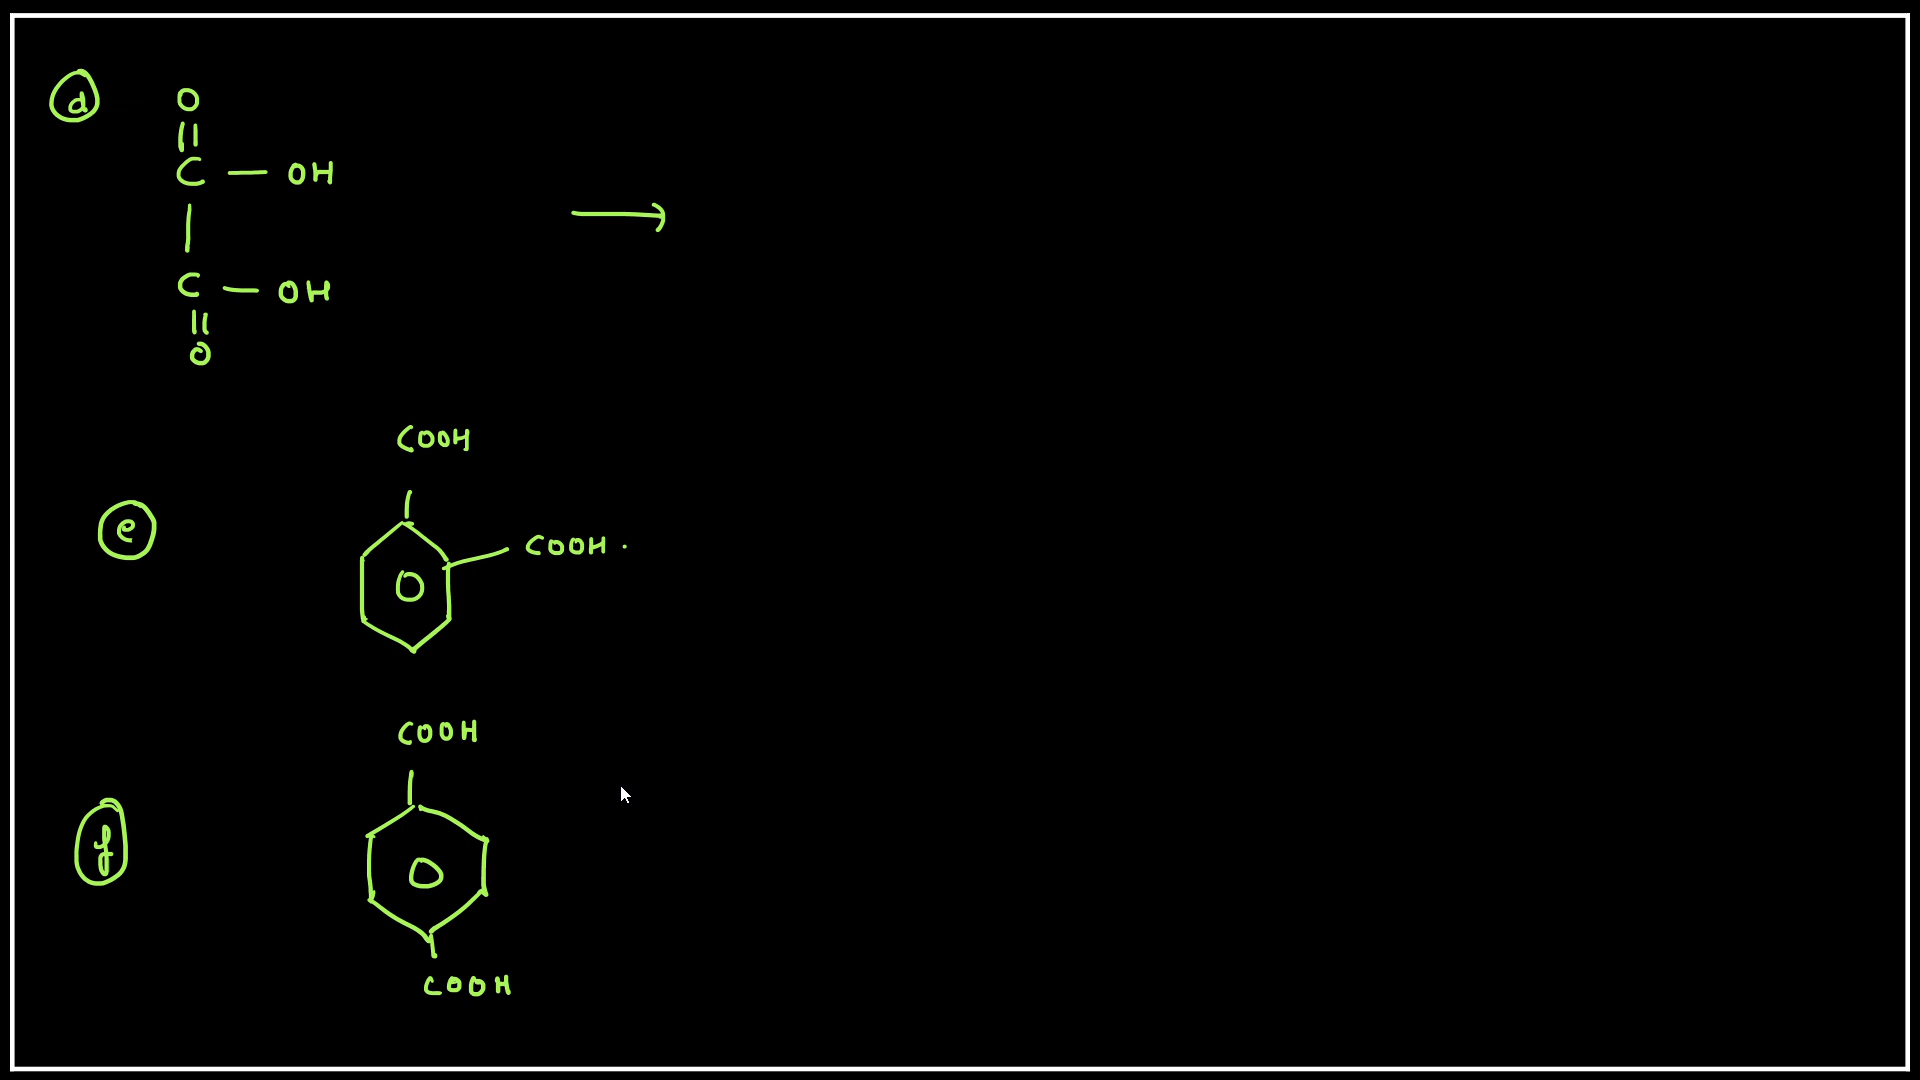 d
O
||
C — OH
|
C — OH
||
O
COOH
e
COOH .
COOH
f
COOH